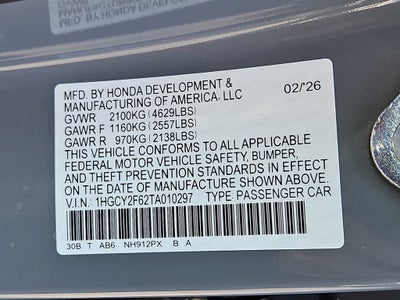 MFD. BY HONDA DEVELOPMENT & 02/'26
MANUFACTURING OF AMERICA, LLC
GVWR 2100KG (4629LBS)
GAWR F 1160KG (2557LBS)
GAWR R 970KG (2138LBS)
THIS VEHICLE CONFORMS TO ALL APPLICABLE
FEDERAL MOTOR VEHICLE SAFETY, BUMPER,
AND THEFT PREVENTION STANDARDS IN EFFECT
ON THE DATE OF MANUFACTURE SHOWN ABOVE.
V.I.N. 1HGCY2F62TA010297 TYPE PASSENGER CAR
30B T AB6 NH912PX B A